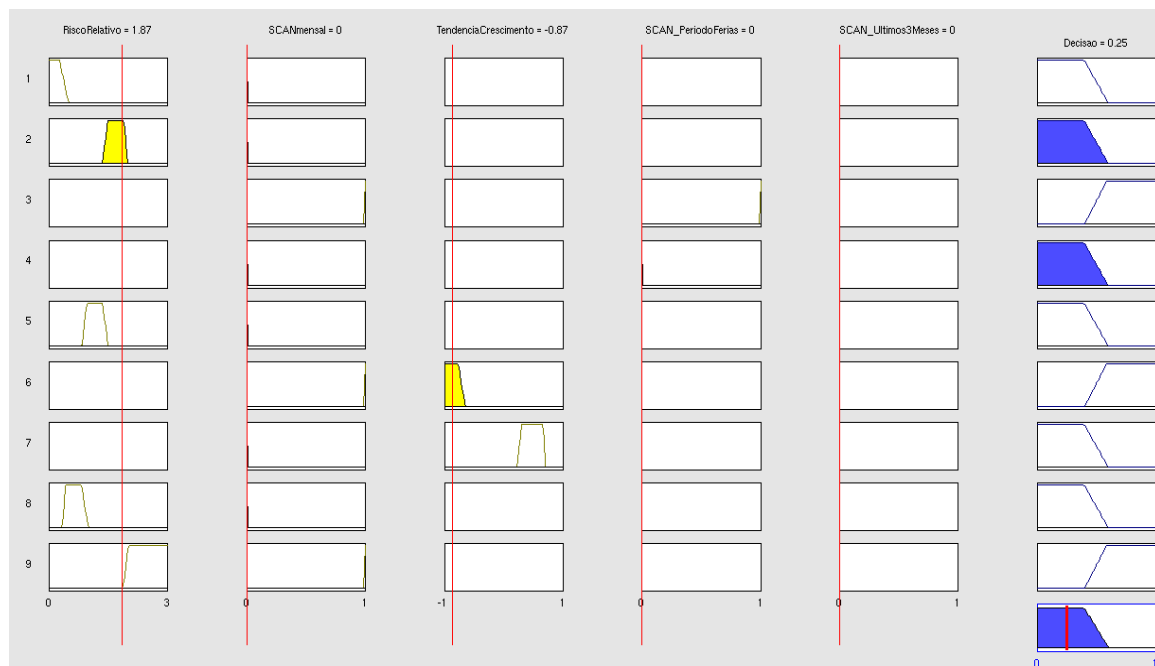 RiscoRelativo = 1.87
SCANmensal = 0
TendenciaCrescimento = -0.87
SCAN_PeriodoFerias = 0
SCAN_Ultimos3Meses = 0
Decisao = 0.25
1
2
3
4
5
6
7
8
9
0 3
0 1
-1 1
0 1
0 1
0 1